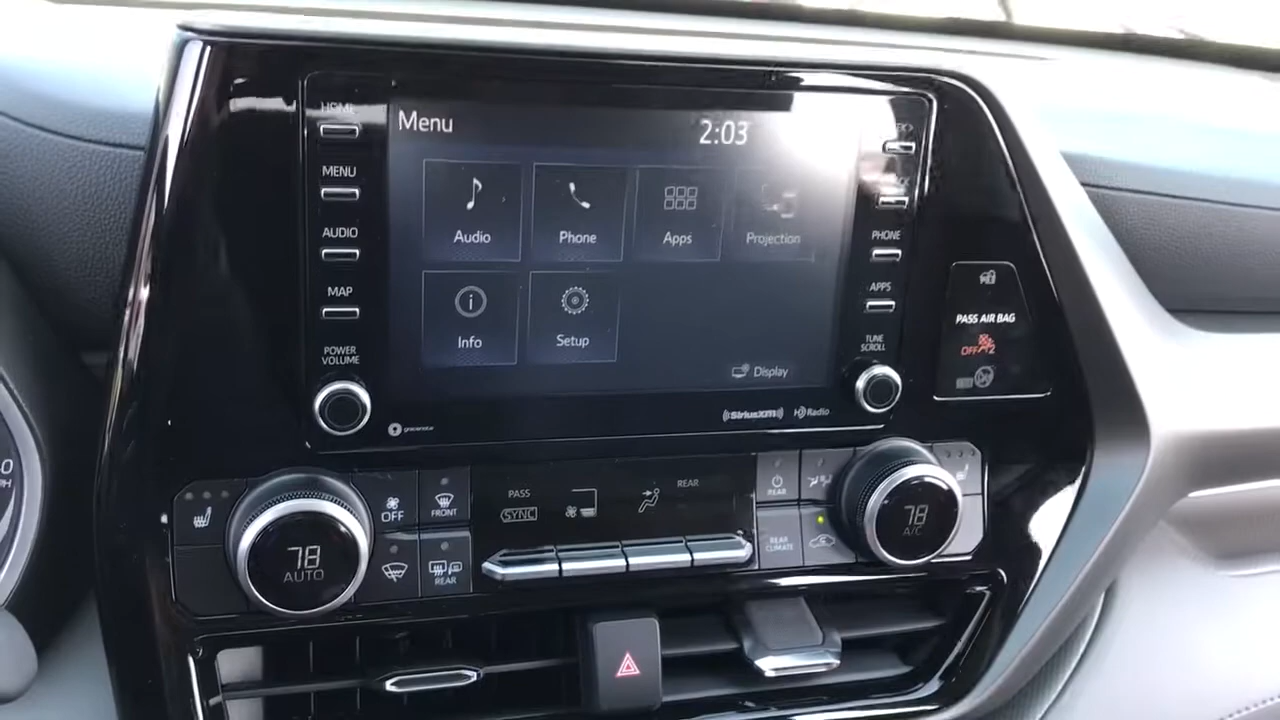 HOME
MENU
AUDIO
MAP
POWER
VOLUME
Menu
2:03
Audio
Phone
Apps
Projection
Info
Setup
Display
gracenote
SiriusXM
HD Radio
PHONE
APPS
TUNE
SCROLL
PASS AIR BAG
OFF
2
78
AUTO
OFF
FRONT
REAR
PASS
SYNC
REAR
REAR
REAR
CLIMATE
78
A/C